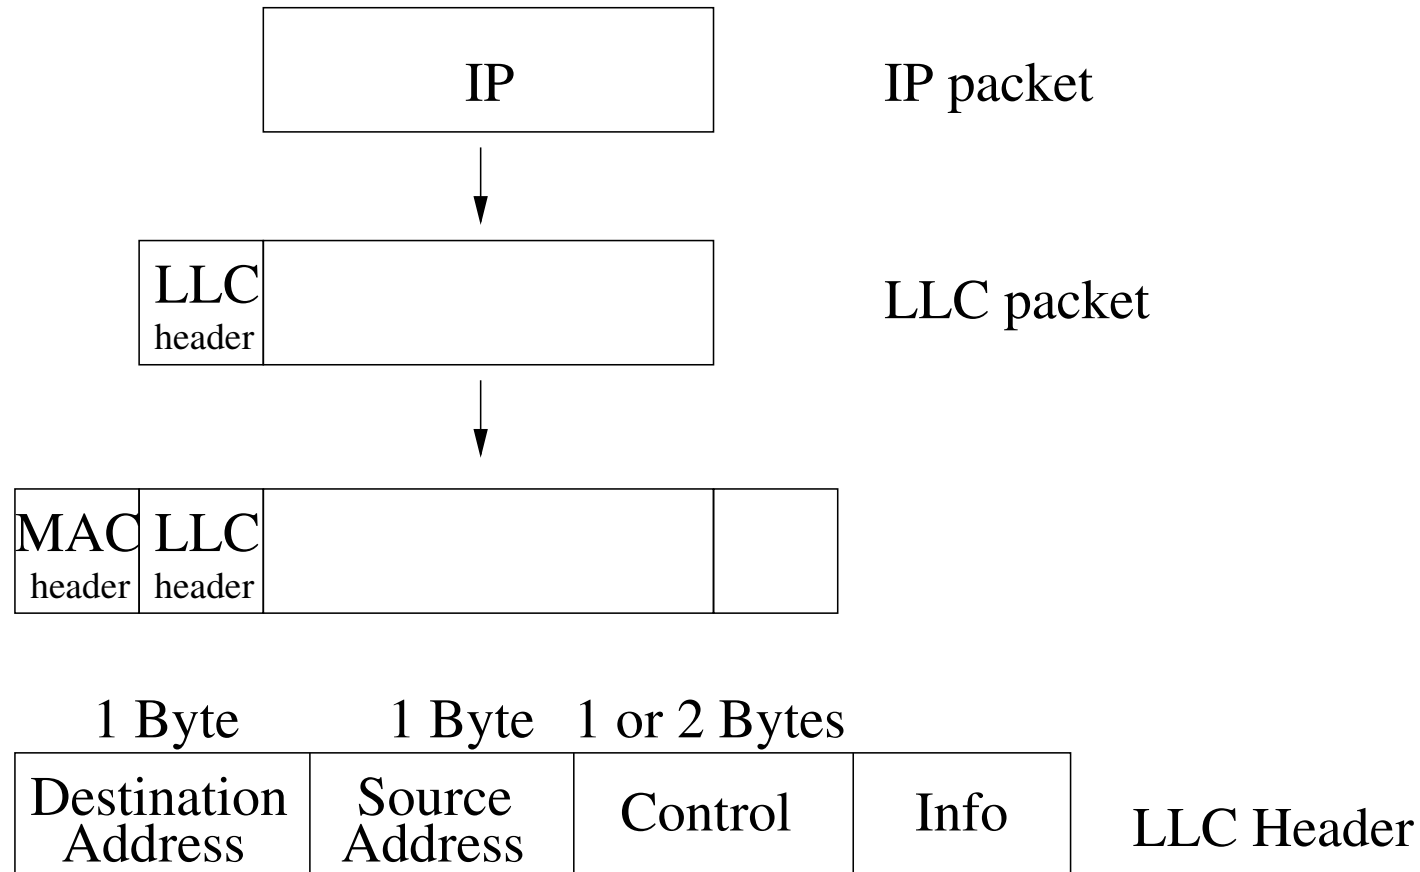 IP
IP packet
LLC
header
LLC packet
MAC LLC
header header
1 Byte 1 Byte 1 or 2 Bytes
Destination Address
Source Address
Control
Info
LLC Header